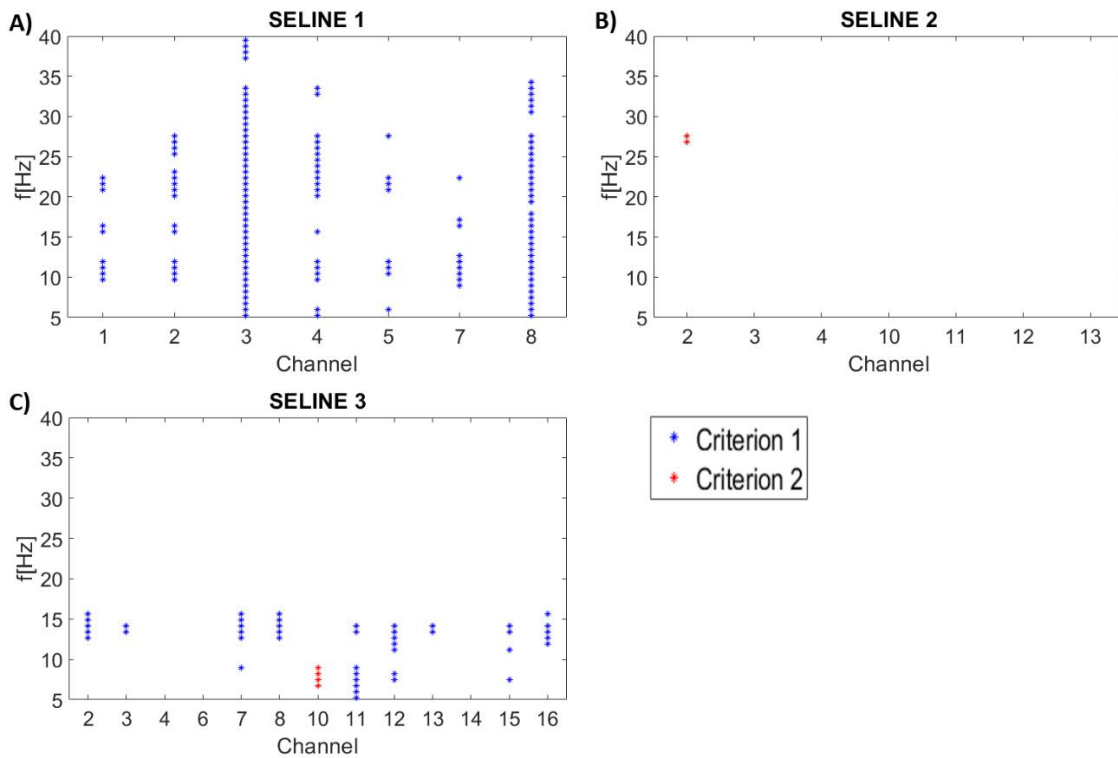 A)
SELINE 1
40
35
30
25
20
15
10
5
f[Hz]
1 2 3 4 5 7 8
Channel
B)
SELINE 2
40
35
30
25
20
15
10
5
f[Hz]
2 3 4 10 11 12 13
Channel
C)
SELINE 3
40
35
30
25
20
15
10
5
f[Hz]
2 3 4 6 7 8 10 11 12 13 14 15 16
Channel
Criterion 1
Criterion 2